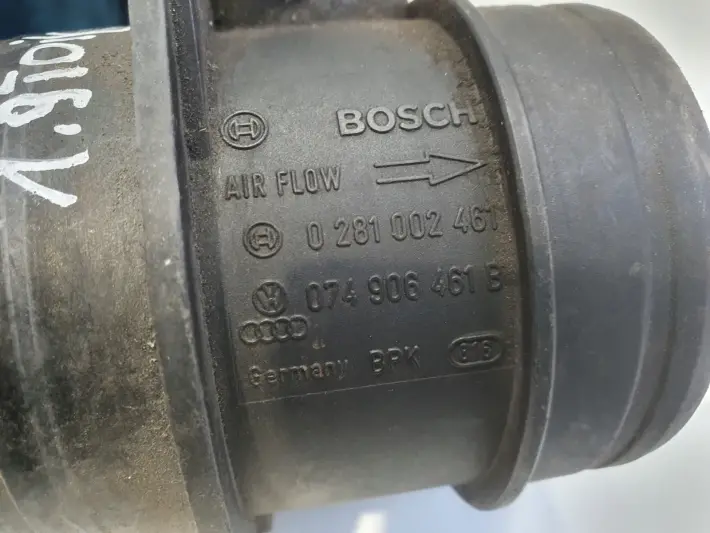 BOSCH
AIR FLOW
0 281 002 461
074 906 461 B
Germany BPK